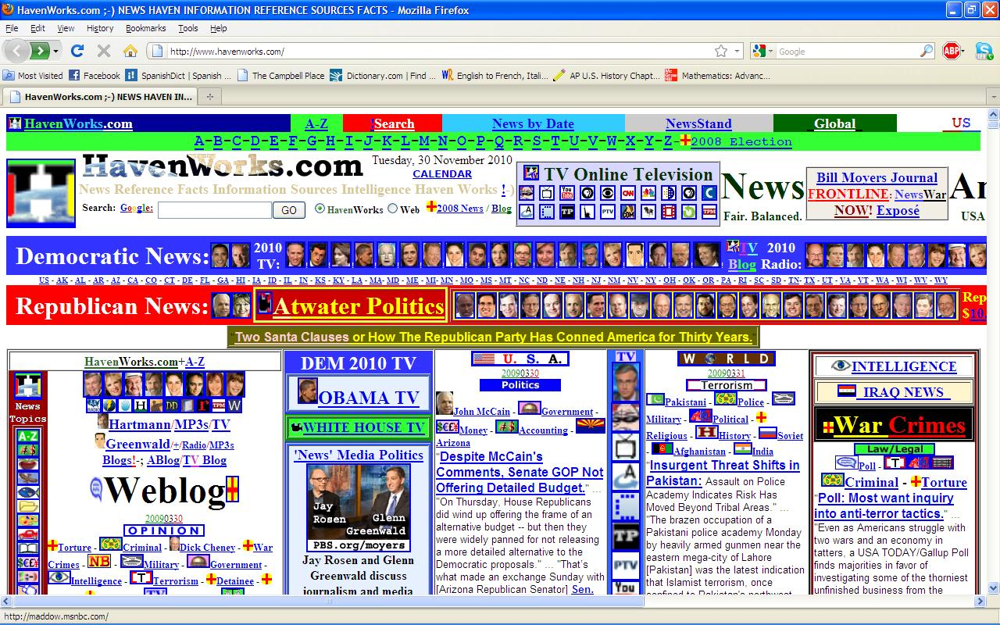 HavenWorks.com ;-) NEWS HAVEN INFORMATION REFERENCE SOURCES FACTS - Mozilla Firefox
File Edit View History Bookmarks Tools Help
http://www.havenworks.com/
Google
ABP
Most Visited Facebook SpanishDict | Spanish ... The Campbell Place Dictionary.com | Find ... English to French, Itali... AP U.S. History Chapt... Mathematics: Advanc...
HavenWorks.com ;-) NEWS HAVEN IN...
HavenWorks.com A-Z !Search News by Date NewsStand Global US
A-B-C-D-E-F-G-H-I-J-K-L-M-N-O-P-Q-R-S-T-U-V-W-X-Y-Z-2008 Election
HavenWorks.com Tuesday, 30 November 2010
CALENDAR
News Reference Facts Information Sources Intelligence Haven Works !-)
Search: Google: GO HavenWorks Web 2008 News / Blog
TV Online Television
News
Fair. Balanced.
Bill Moyers Journal
FRONTLINE: NewsWar
NOW! Exposé
An
USA
Democratic News: 2010 TV: TV Blog 2010 Radio:
US - AK - AL - AR - AZ - CA - CO - CT - DE - FL - GA - HI - IA - ID - IL - IN - KS - KY - LA - MA- MD - ME - MI- MN - MO - MS - MT - NC - ND - NE - NH - NJ - NM - NV - NY - OH - OK - OR - PA - RI - SC - SD - TN- TX - UT - VA - VT - WA - WI - WV - WY
Republican News: Atwater Politics Rep
$10.
"Two Santa Clauses or How The Republican Party Has Conned America for Thirty Years."
HavenWorks.com+A-Z
News
Topics
A-Z
Hartmann/MP3s/TV
Greenwald/+/Radio/MP3s
Blogs!-; ABlog/TV Blog
Weblog
20090330
OPINION
Torture - Criminal - Dick Cheney - War
Crimes - NB - Military - Government -
Intelligence - Terrorism - Detainee -
DEM 2010 TV
OBAMA TV
WHITE HOUSE TV
'News' Media Politics
Jay
Rosen
Glenn
Greenwald
PBS.org/moyers
Jay Rosen and Glenn
Greenwald discuss
journalism and media
U. S. A.
20090330
Politics
John McCain - Government -
Money - Accounting -
Arizona
"Despite McCain's
Comments, Senate GOP Not
Offering Detailed Budget." ...
"On Thursday, House Republicans
did wind up offering the frame of an
alternative budget -- but then they
were widely panned for not releasing
a more detailed alternative to the
Democratic proposals." ... "That's
what made an exchange Sunday with
[Arizona Republican Senator] Sen.
TV
TP
PTV
You
WORLD
20090331
Terrorism
Pakistani - Police -
Military - Political -
Religious - History - Soviet
- Afghanistan - India
"Insurgent Threat Shifts in
Pakistan: Assault on Police
Academy Indicates Risk Has
Moved Beyond Tribal Areas." ...
"The brazen occupation of a
Pakistani police academy Monday
by heavily armed gunmen near the
eastern mega-city of Lahore
[Pakistan] was the latest indication
that Islamist terrorism, once
confined to Pakistan's northwest
INTELLIGENCE
IRAQ NEWS
War Crimes
Law/Legal
Poll -
Criminal - Torture
"Poll: Most want inquiry
into anti-terror tactics." ...
"Even as Americans struggle with
two wars and an economy in
tatters, a USA TODAY/Gallup Poll
finds majorities in favor of
investigating some of the thorniest
unfinished business from the
http://maddow.msnbc.com/